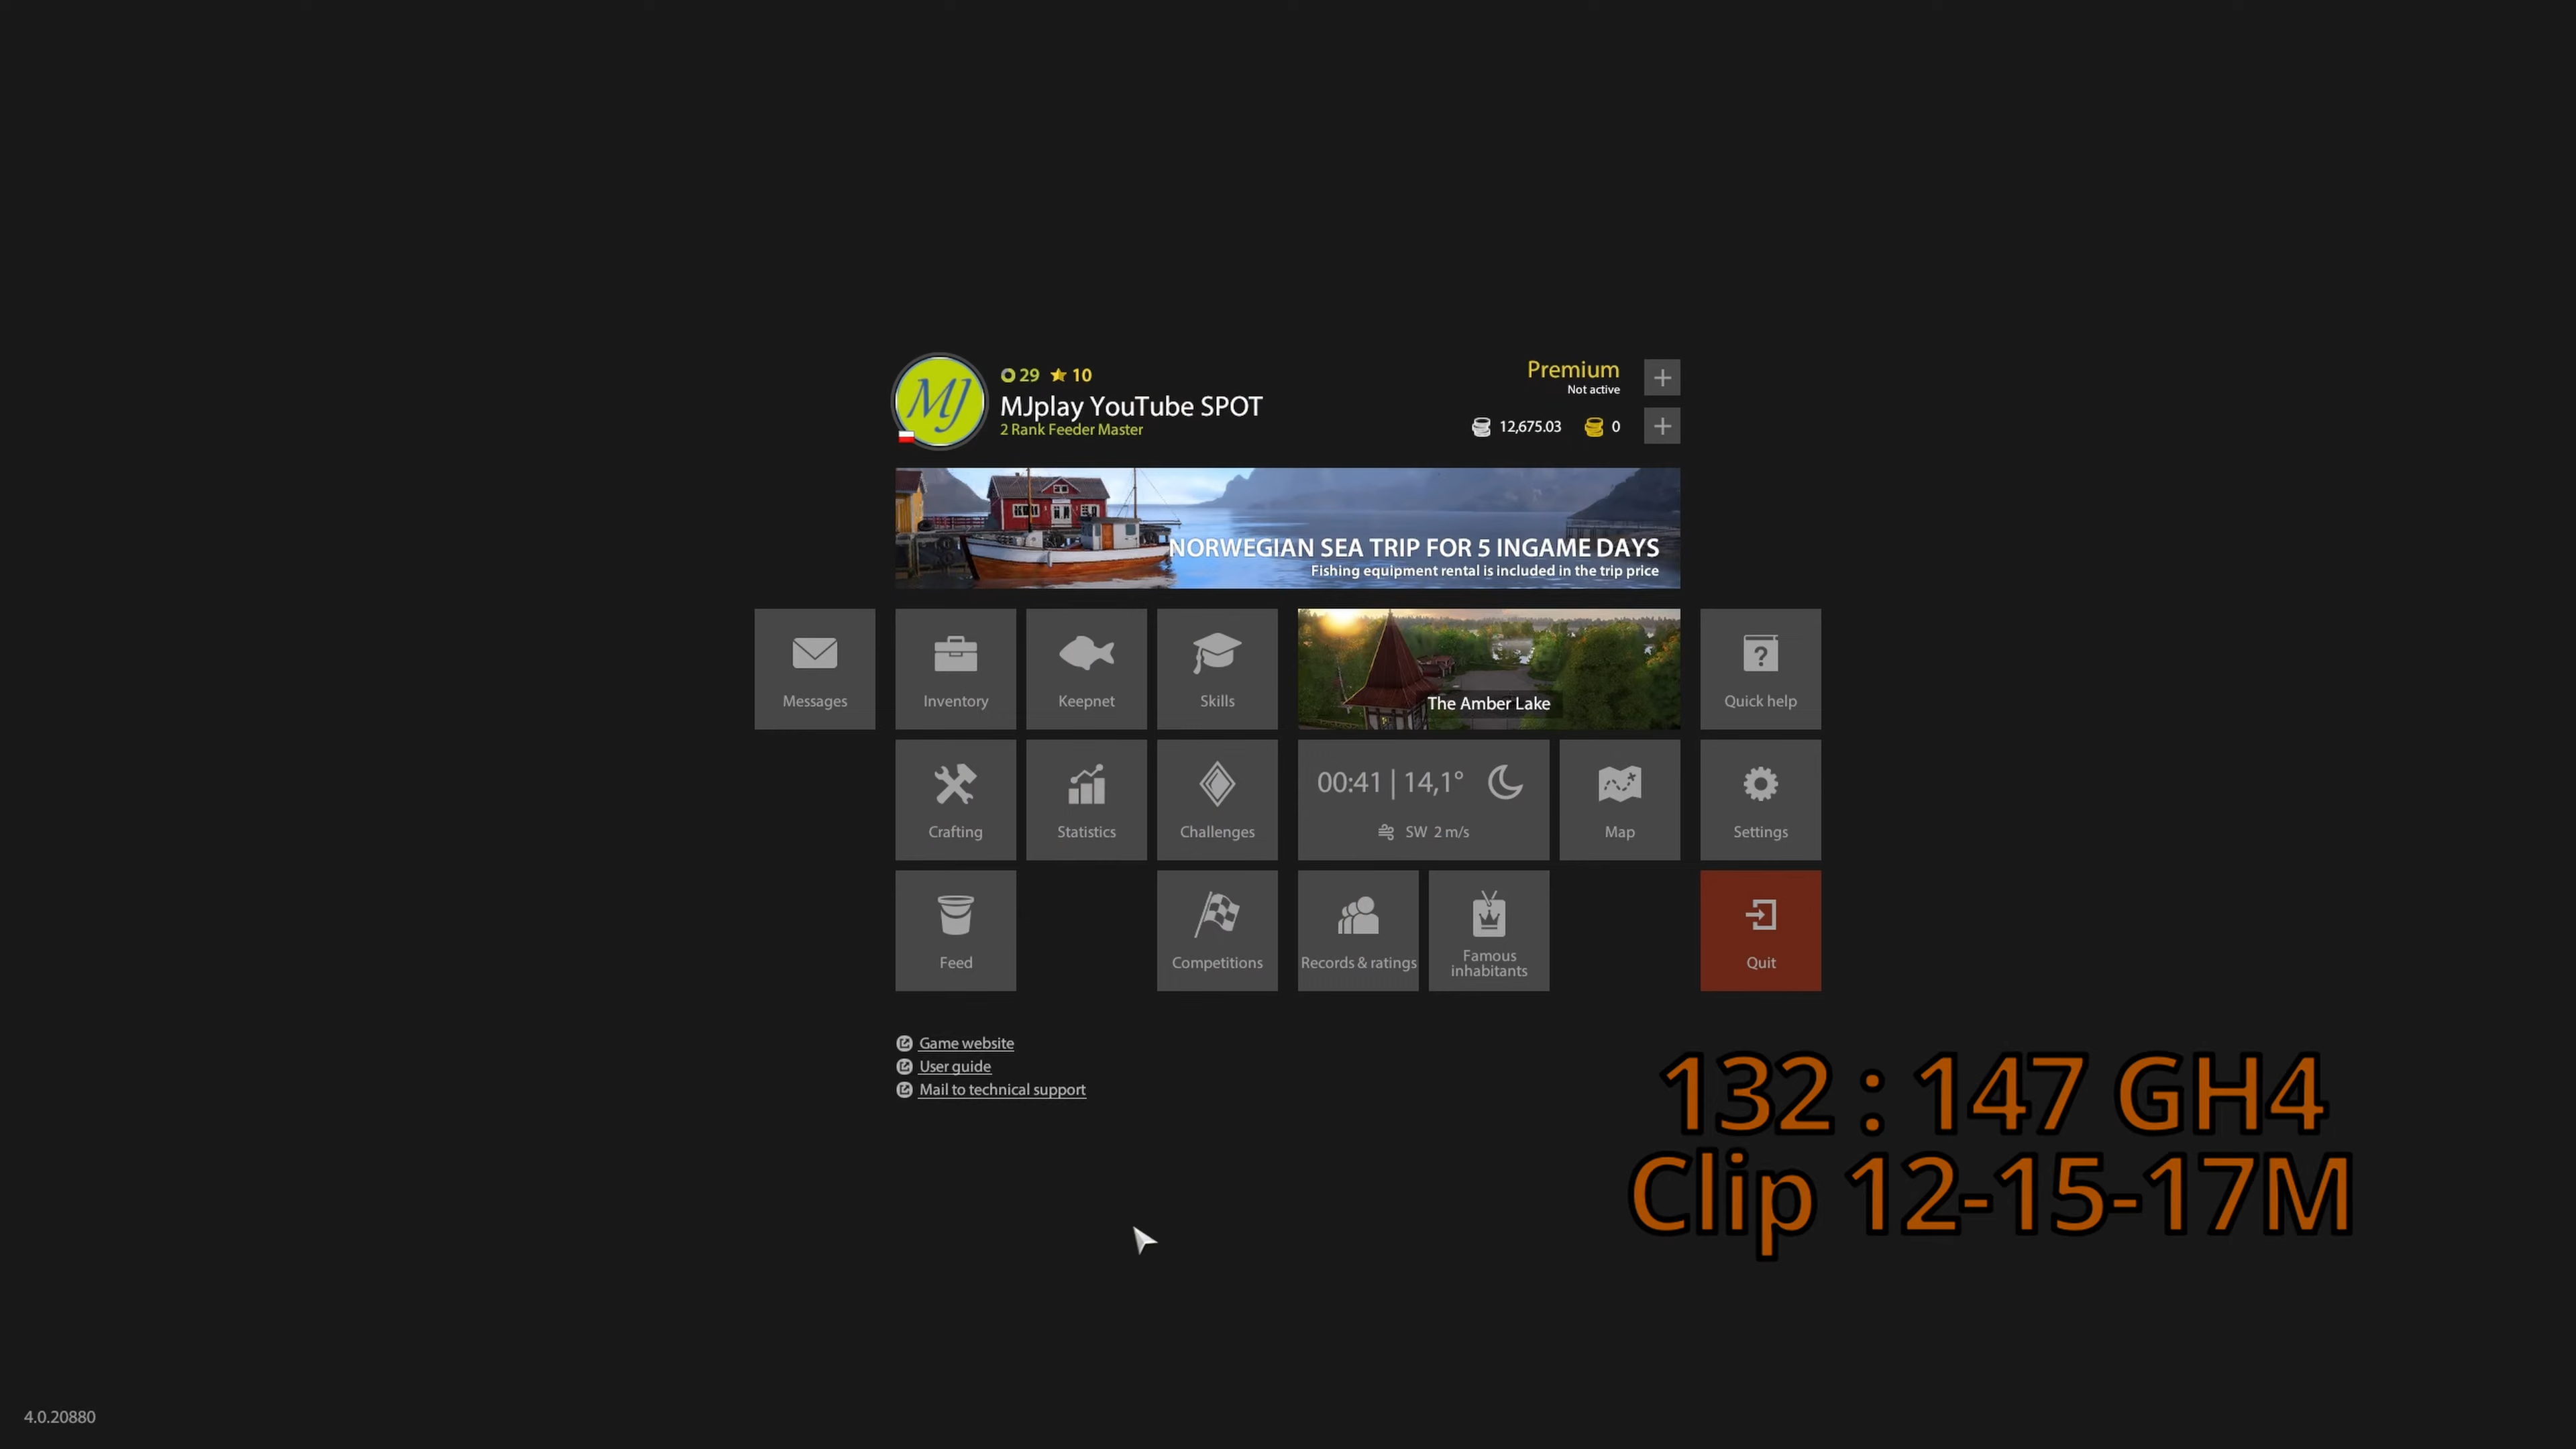 MJ
29 10
MJplay YouTube SPOT
2 Rank Feeder Master
Premium
Not active
12,675.03 0
NORWEGIAN SEA TRIP FOR 5 INGAME DAYS
Fishing equipment rental is included in the trip price
Messages
Inventory
Keepnet
Skills
The Amber Lake
Quick help
Crafting
Statistics
Challenges
00:41 | 14,1°
SW 2 m/s
Map
Settings
Feed
Competitions
Records & ratings
Famous
inhabitants
Quit
Game website
User guide
Mail to technical support
132 : 147 GH4
Clip 12-15-17M
4.0.20880